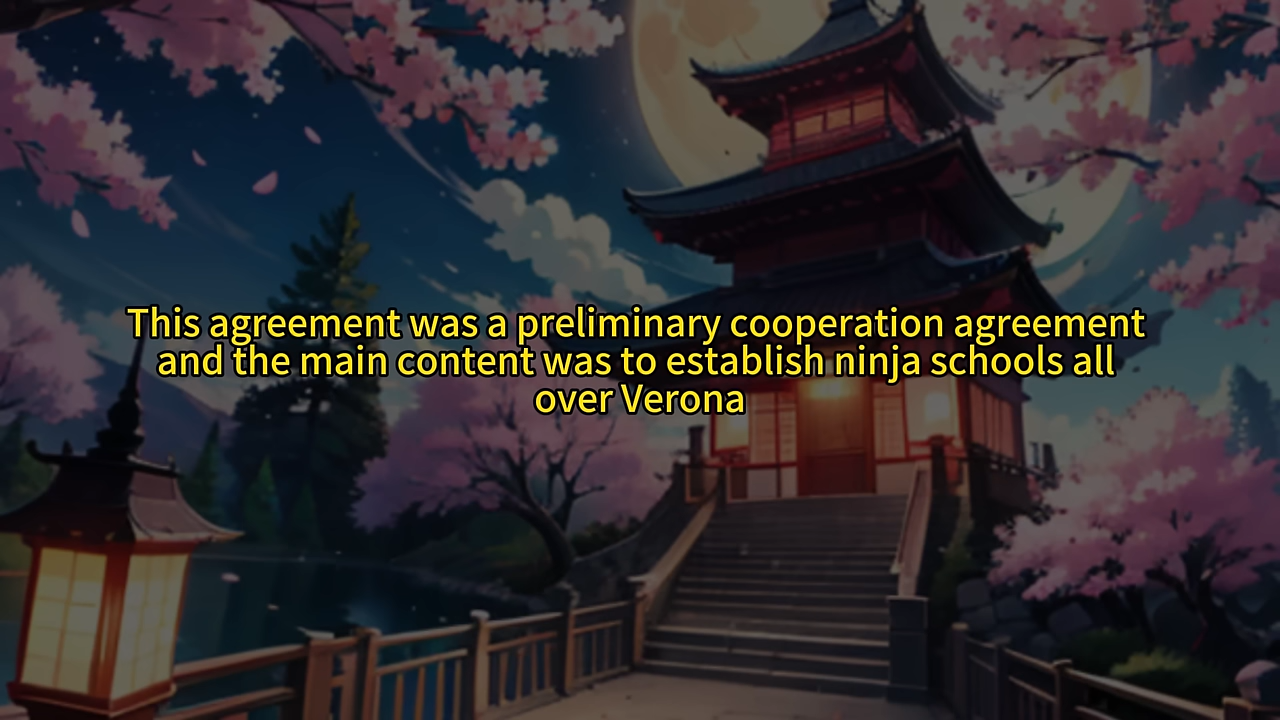 This agreement was a preliminary cooperation agreement
and the main content was to establish ninja schools all
over Verona